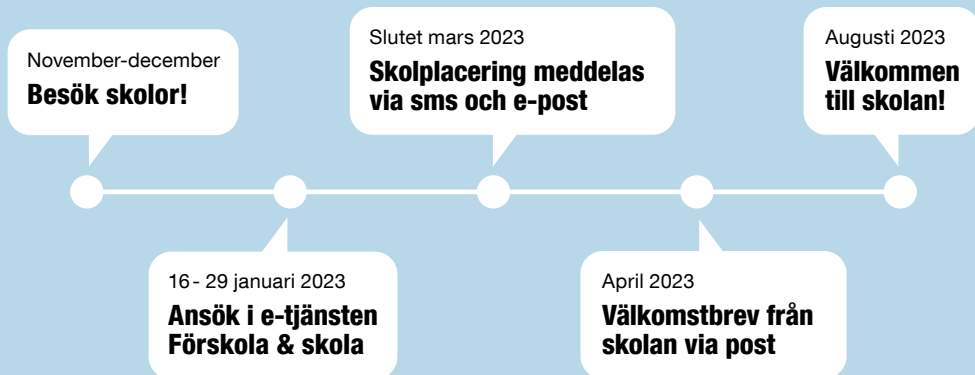 November-december
Besök skolor!
16 - 29 januari 2023
Ansök i e-tjänsten
Förskola & skola
Slutet mars 2023
Skolplacering meddelas
via sms och e-post
April 2023
Välkomstbrev från
skolan via post
Augusti 2023
Välkommen
till skolan!